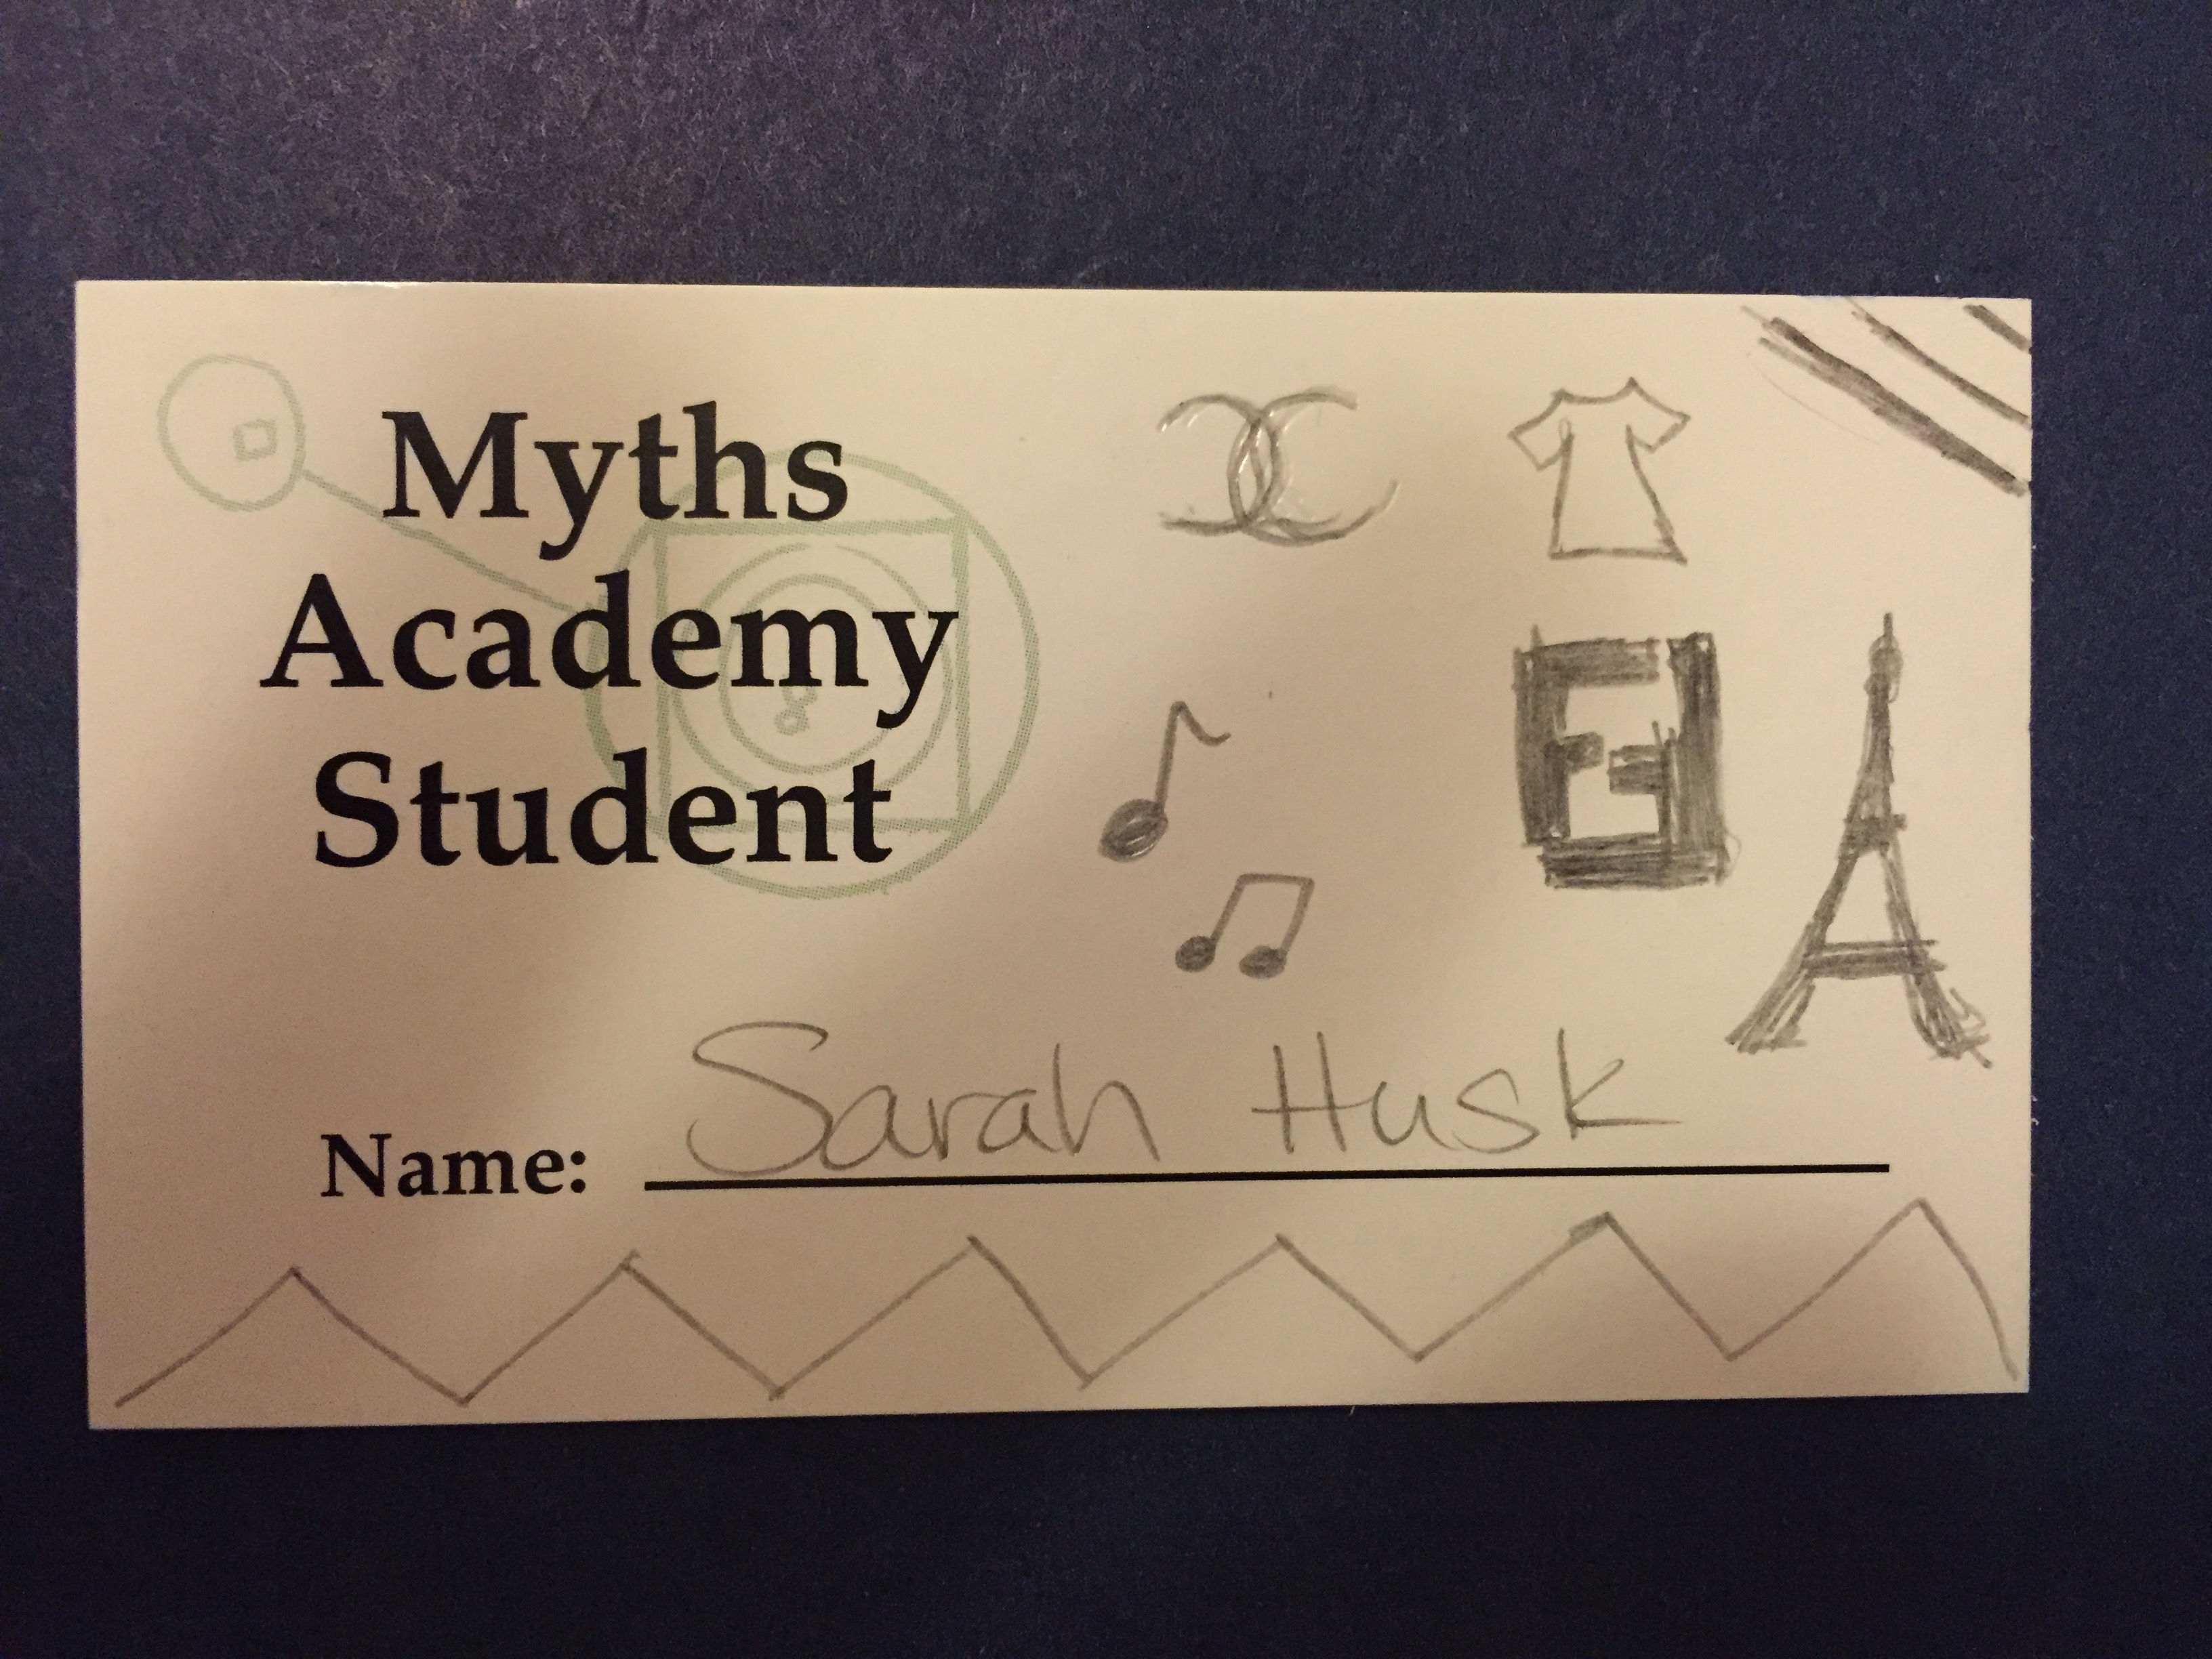 Myths
Academy
Student
Name: Sarah Husk